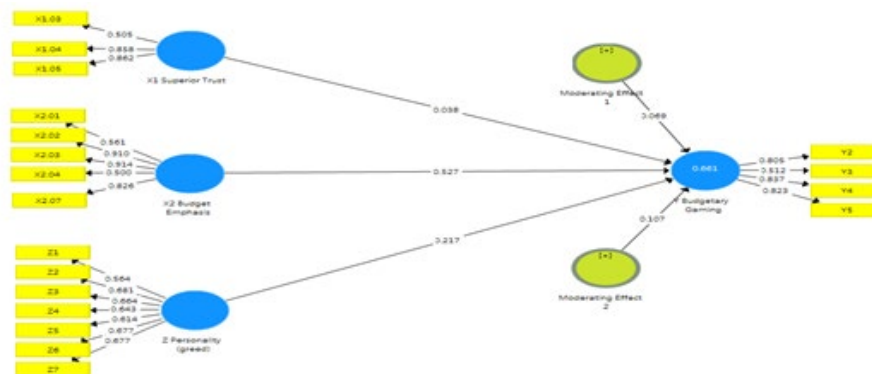 X1.03
X1.04
X1.05
0.505
0.858
0.862
X1 Superior Trust
X2.01
X2.02
X2.03
X2.04
X2.07
0.561
0.910
0.914
0.500
0.826
X2 Budget
Emphasis
Z1
Z2
Z3
Z4
Z5
Z6
Z7
0.564
0.681
0.664
0.643
0.614
0.677
0.677
Z Personality
(greed)
0.038
0.527
0.217
[+]
Moderating Effect
1
0.069
0.661
Y Budgetary
Gaming
0.107
[+]
Moderating Effect
2
0.805
0.512
0.837
0.823
Y2
Y3
Y4
Y5